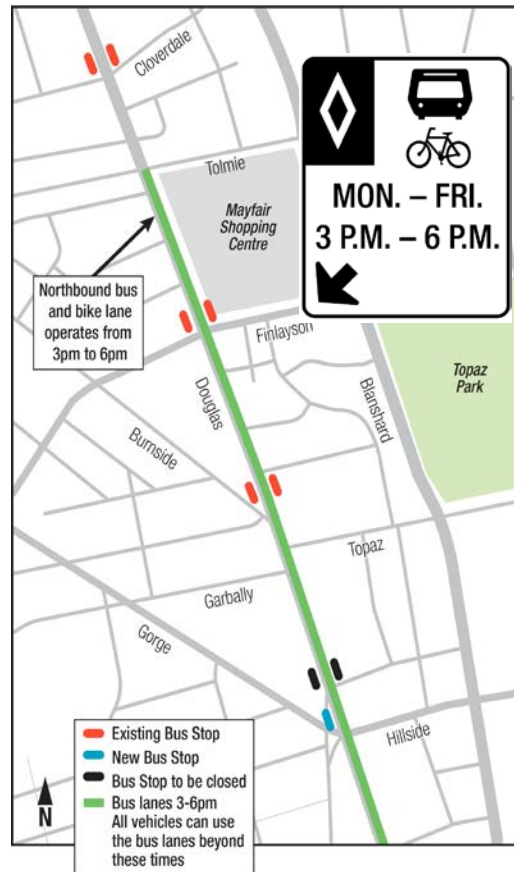 Cloverdale
MON. – FRI.
3 P.M. – 6 P.M.
Tolmie
Mayfair
Shopping
Centre
Northbound bus
and bike lane
operates from
3pm to 6pm
Finlayson
Douglas
Blanshard
Topaz
Park
Burnside
Topaz
Garbally
Gorge
Hillside
Existing Bus Stop
New Bus Stop
Bus Stop to be closed
Bus lanes 3-6pm
All vehicles can use
the bus lanes beyond
these times
N